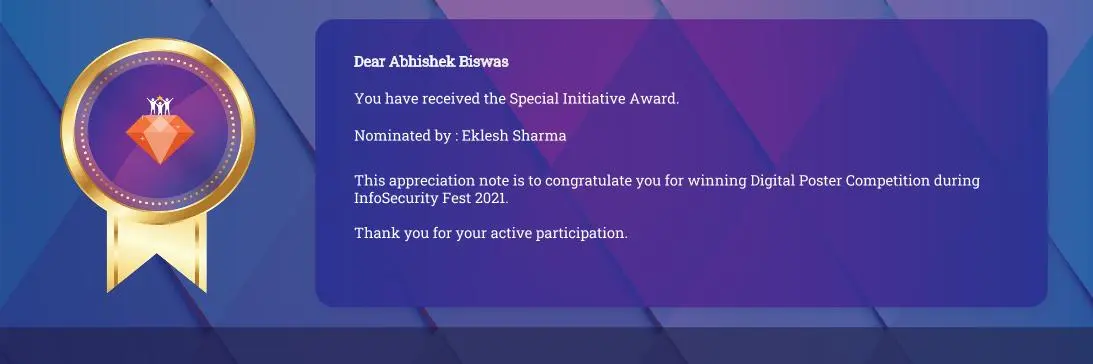 Dear Abhishek Biswas
You have received the Special Initiative Award.
Nominated by : Eklesh Sharma
This appreciation note is to congratulate you for winning Digital Poster Competition during
InfoSecurity Fest 2021.
Thank you for your active participation.